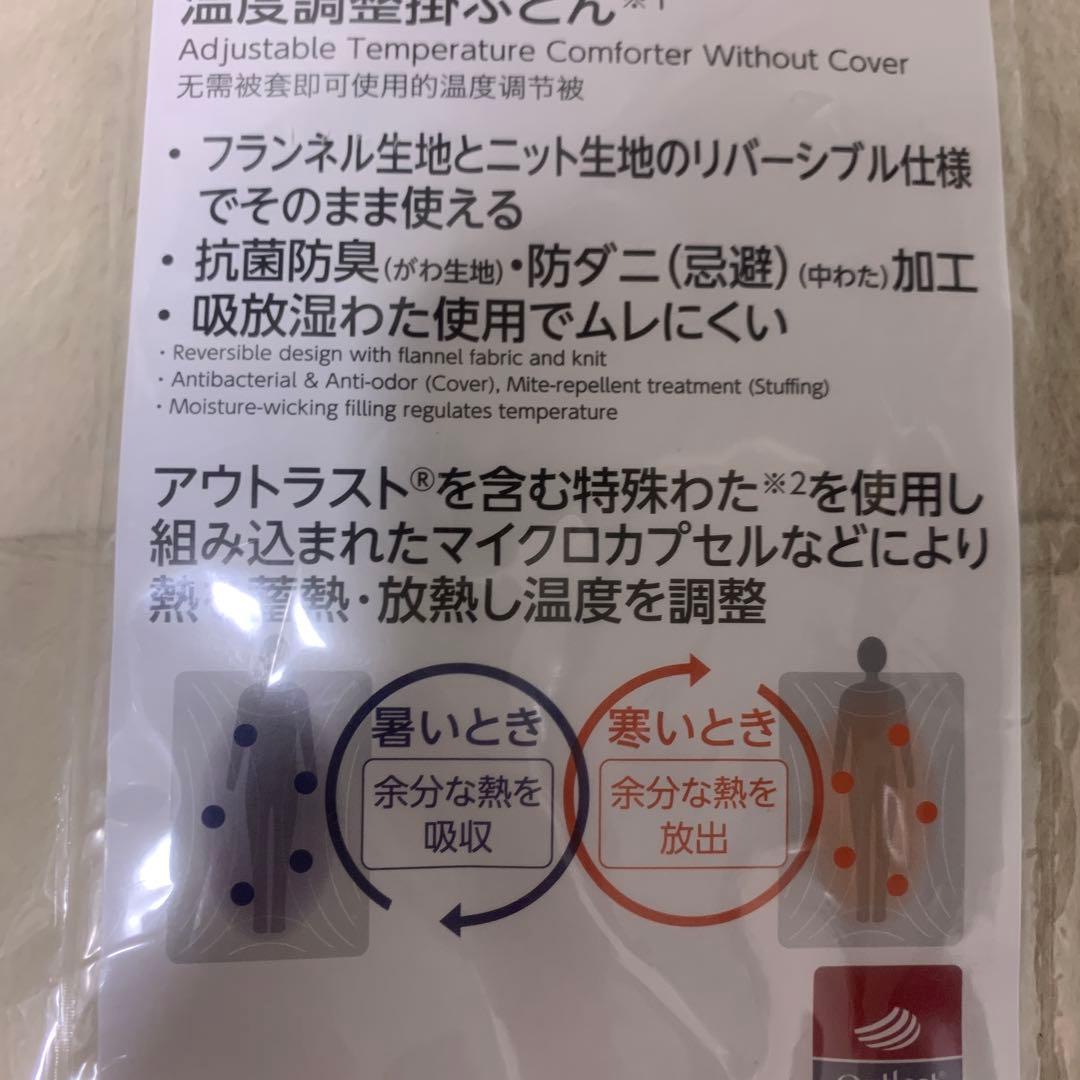 温度調整掛ふとん※1
Adjustable Temperature Comforter Without Cover
无需被套即可使用的温度调节被
・フランネル生地とニット生地のリバーシブル仕様
でそのまま使える
・抗菌防臭(がわ生地)・防ダニ(忌避)(中わた)加工
・吸放湿わた使用でムレにくい
・Reversible design with flannel fabric and knit
・Antibacterial & Anti-odor (Cover), Mite-repellent treatment (Stuffing)
・Moisture-wicking filling regulates temperature
アウトラスト®を含む特殊わた※2を使用し
組み込まれたマイクロカプセルなどにより
熱を蓄熱・放熱し温度を調整
暑いとき
余分な熱を
吸収
寒いとき
余分な熱を
放出